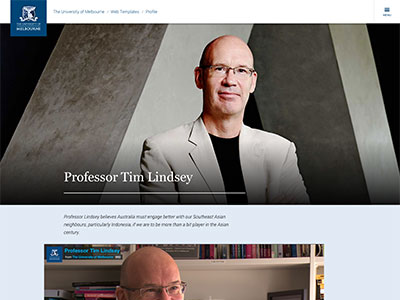 THE UNIVERSITY OF
MELBOURNE
The University of Melbourne
Web Templates
Profile
MENU
Professor Tim Lindsey
Professor Lindsey believes Australia must engage better with our Southeast Asian
neighbours, particularly Indonesia, if we are to be more than a bit player in the Asian
century.
Professor Tim Lindsey
from The University of Melbourne